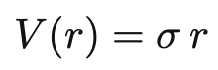 V(r) = σ r